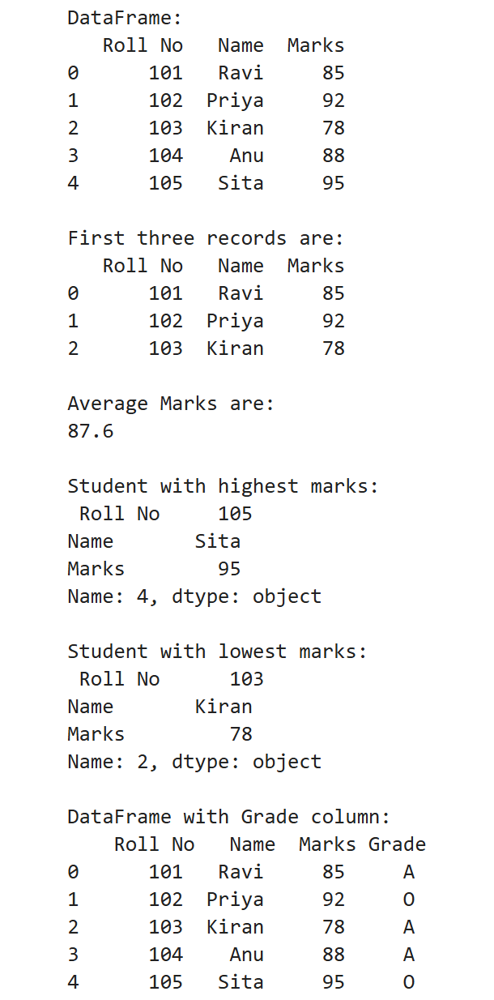 DataFrame:
   Roll No   Name  Marks
0      101   Ravi     85
1      102  Priya     92
2      103  Kiran     78
3      104    Anu     88
4      105   Sita     95

First three records are:
   Roll No   Name  Marks
0      101   Ravi     85
1      102  Priya     92
2      103  Kiran     78

Average Marks are:
87.6

Student with highest marks:
 Roll No     105
Name       Sita
Marks        95
Name: 4, dtype: object

Student with lowest marks:
 Roll No      103
Name       Kiran
Marks         78
Name: 2, dtype: object

DataFrame with Grade column:
    Roll No   Name  Marks Grade
0      101   Ravi     85     A
1      102  Priya     92     O
2      103  Kiran     78     A
3      104    Anu     88     A
4      105   Sita     95     O